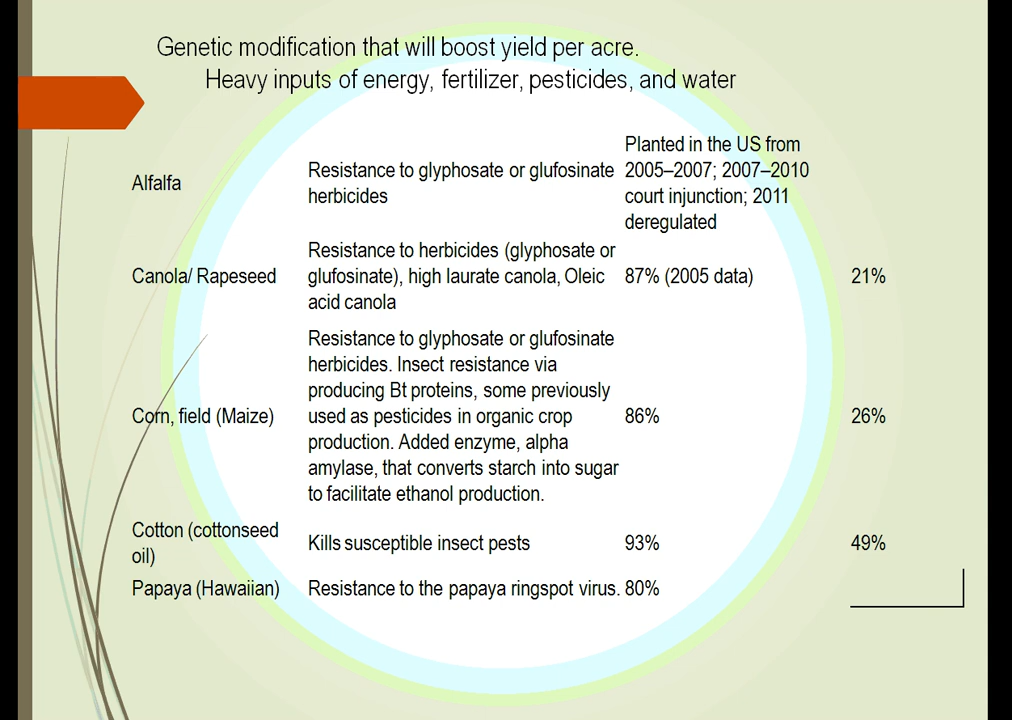 Genetic modification that will boost yield per acre.
Heavy inputs of energy, fertilizer, pesticides, and water
Alfalfa
Resistance to glyphosate or glufosinate
herbicides
Planted in the US from
2005–2007; 2007–2010
court injunction; 2011
deregulated
Canola/ Rapeseed
Resistance to herbicides (glyphosate or
glufosinate), high laurate canola, Oleic
acid canola
87% (2005 data)
21%
Corn, field (Maize)
Resistance to glyphosate or glufosinate
herbicides. Insect resistance via
producing Bt proteins, some previously
used as pesticides in organic crop
production. Added enzyme, alpha
amylase, that converts starch into sugar
to facilitate ethanol production.
86%
26%
Cotton (cottonseed
oil)
Kills susceptible insect pests
93%
49%
Papaya (Hawaiian)
Resistance to the papaya ringspot virus.
80%